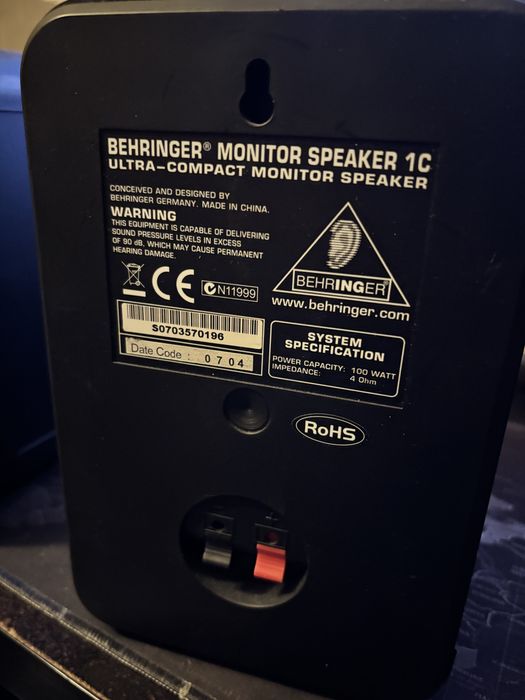 BEHRINGER® MONITOR SPEAKER 1C
ULTRA-COMPACT MONITOR SPEAKER
CONCEIVED AND DESIGNED BY
BEHRINGER GERMANY. MADE IN CHINA.
WARNING
THIS EQUIPMENT IS CAPABLE OF DELIVERING
SOUND PRESSURE LEVELS IN EXCESS
OF 90 dB, WHICH MAY CAUSE PERMANENT
HEARING DAMAGE.
BEHRINGER
CE N11999
www.behringer.com
S0703570196
Date Code : 0704
SYSTEM
SPECIFICATION
POWER CAPACITY: 100 WATT
IMPEDANCE: 4 Ohm
RoHS